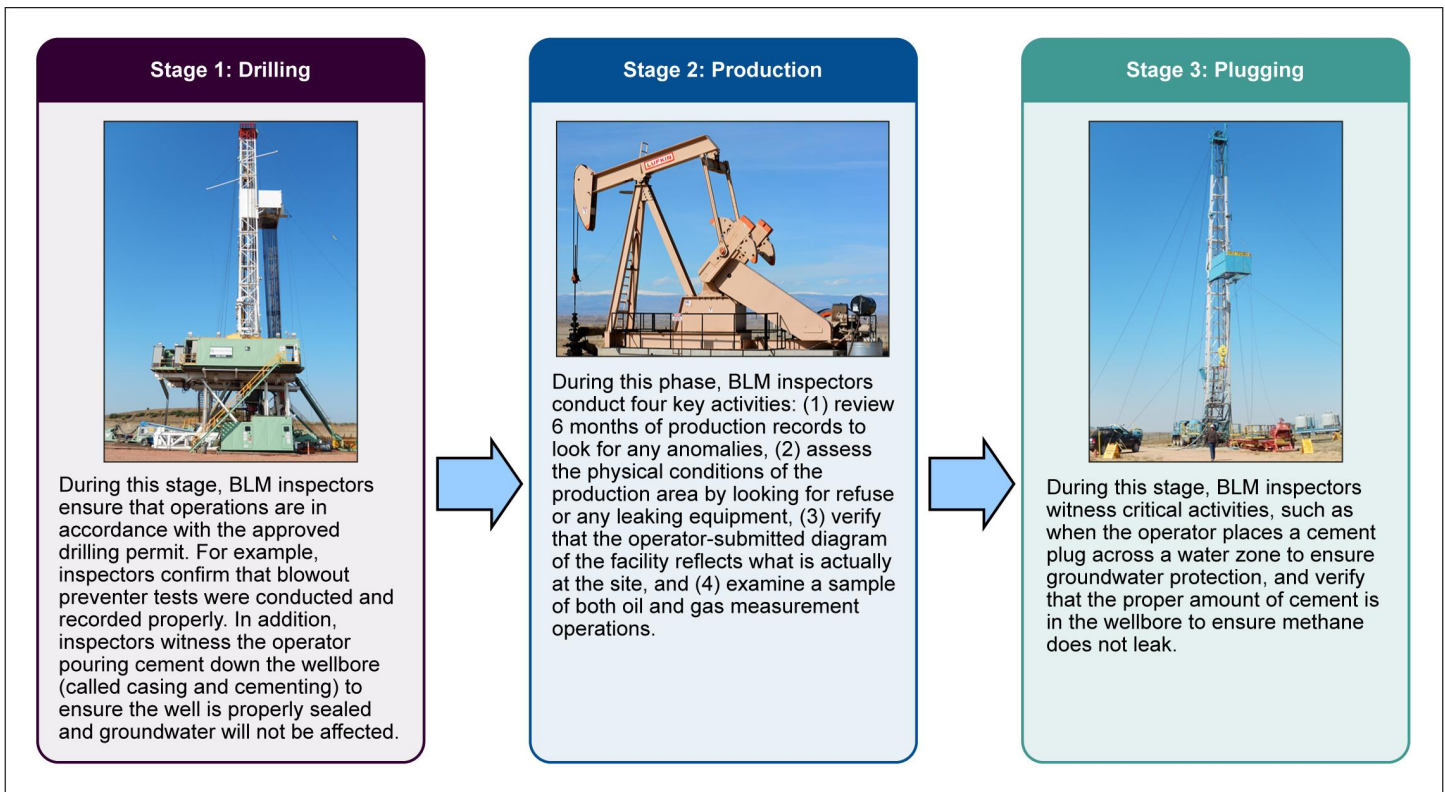 Stage 1: Drilling
During this stage, BLM inspectors
ensure that operations are in
accordance with the approved
drilling permit. For example,
inspectors confirm that blowout
preventer tests were conducted and
recorded properly. In addition,
inspectors witness the operator
pouring cement down the wellbore
(called casing and cementing) to
ensure the well is properly sealed
and groundwater will not be affected.
Stage 2: Production
LUFKIN
During this phase, BLM inspectors
conduct four key activities: (1) review
6 months of production records to
look for any anomalies, (2) assess
the physical conditions of the
production area by looking for refuse
or any leaking equipment, (3) verify
that the operator-submitted diagram
of the facility reflects what is actually
at the site, and (4) examine a sample
of both oil and gas measurement
operations.
Stage 3: Plugging
During this stage, BLM inspectors
witness critical activities, such as
when the operator places a cement
plug across a water zone to ensure
groundwater protection, and verify
that the proper amount of cement is
in the wellbore to ensure methane
does not leak.